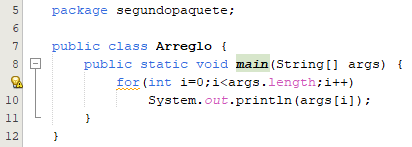 5 package segundopaquete;
6
7 public class Arreglo {
8 public static void main(String[] args) {
for(int i=0;i<args.length;i++)
10 System.out.println(args[i]);
11 }
12 }